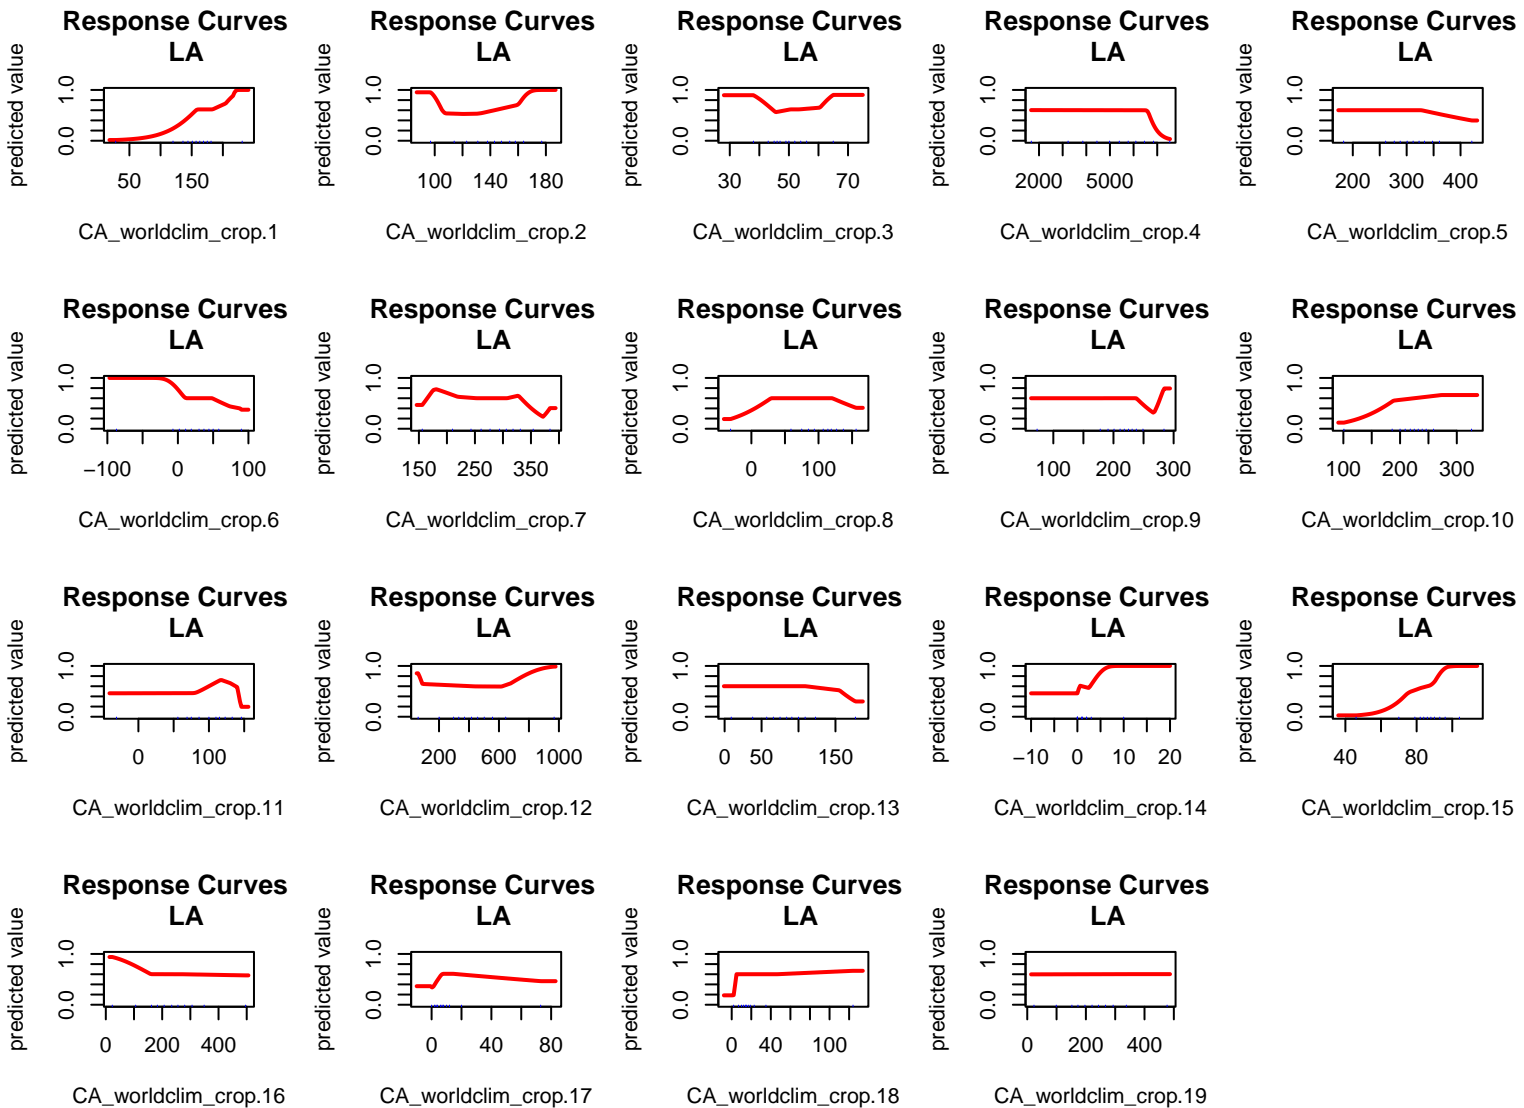 Response Curves
LA
predicted value
0.0 1.0
50 150
CA_worldclim_crop.1
Response Curves
LA
predicted value
0.0 1.0
100 140 180
CA_worldclim_crop.2
Response Curves
LA
predicted value
0.0 1.0
30 50 70
CA_worldclim_crop.3
Response Curves
LA
predicted value
0.0 1.0
2000 5000
CA_worldclim_crop.4
Response Curves
LA
predicted value
0.0 1.0
200 300 400
CA_worldclim_crop.5
Response Curves
LA
predicted value
0.0 1.0
−100 0 100
CA_worldclim_crop.6
Response Curves
LA
predicted value
0.0 1.0
150 250 350
CA_worldclim_crop.7
Response Curves
LA
predicted value
0.0 1.0
0 100
CA_worldclim_crop.8
Response Curves
LA
predicted value
0.0 1.0
100 200 300
CA_worldclim_crop.9
Response Curves
LA
predicted value
0.0 1.0
100 200 300
CA_worldclim_crop.10
Response Curves
LA
predicted value
0.0 1.0
0 100
CA_worldclim_crop.11
Response Curves
LA
predicted value
0.0 1.0
200 600 1000
CA_worldclim_crop.12
Response Curves
LA
predicted value
0.0 1.0
0 50 150
CA_worldclim_crop.13
Response Curves
LA
predicted value
0.0 1.0
−10 0 10 20
CA_worldclim_crop.14
Response Curves
LA
predicted value
0.0 1.0
40 80
CA_worldclim_crop.15
Response Curves
LA
predicted value
0.0 1.0
0 200 400
CA_worldclim_crop.16
Response Curves
LA
predicted value
0.0 1.0
0 40 80
CA_worldclim_crop.17
Response Curves
LA
predicted value
0.0 1.0
0 40 100
CA_worldclim_crop.18
Response Curves
LA
predicted value
0.0 1.0
0 200 400
CA_worldclim_crop.19